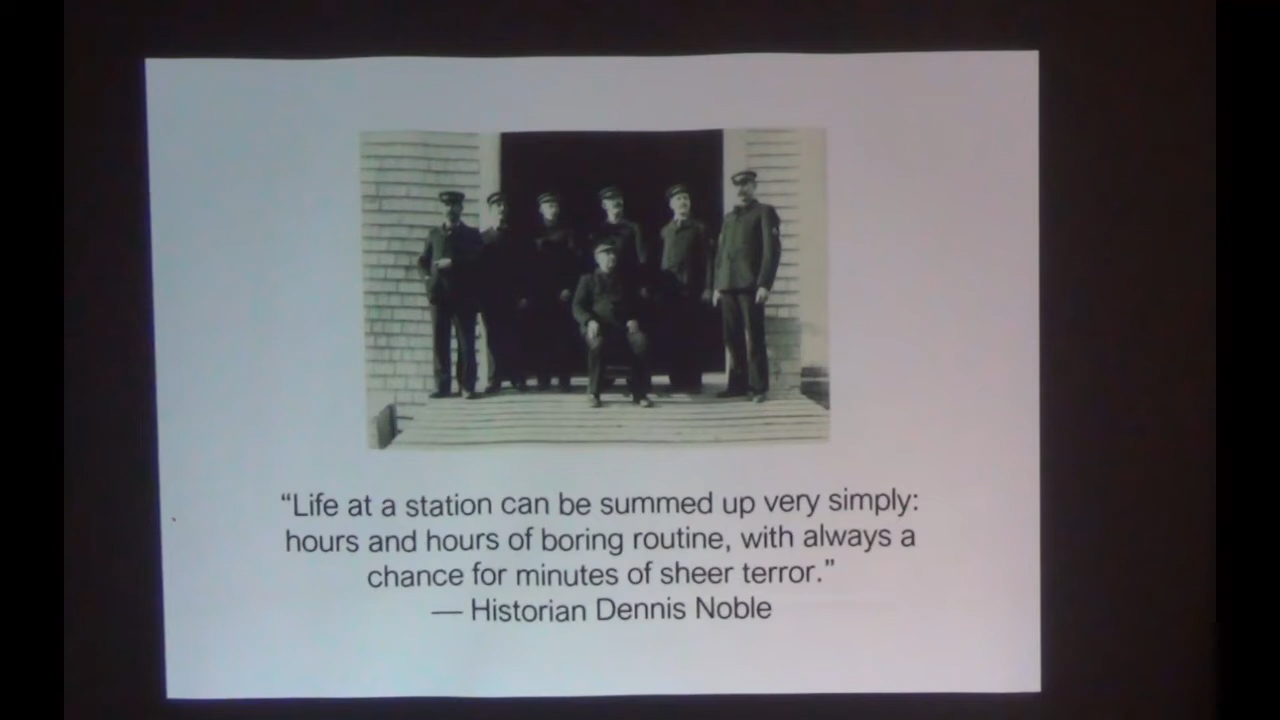 “Life at a station can be summed up very simply:
hours and hours of boring routine, with always a
chance for minutes of sheer terror.”
— Historian Dennis Noble